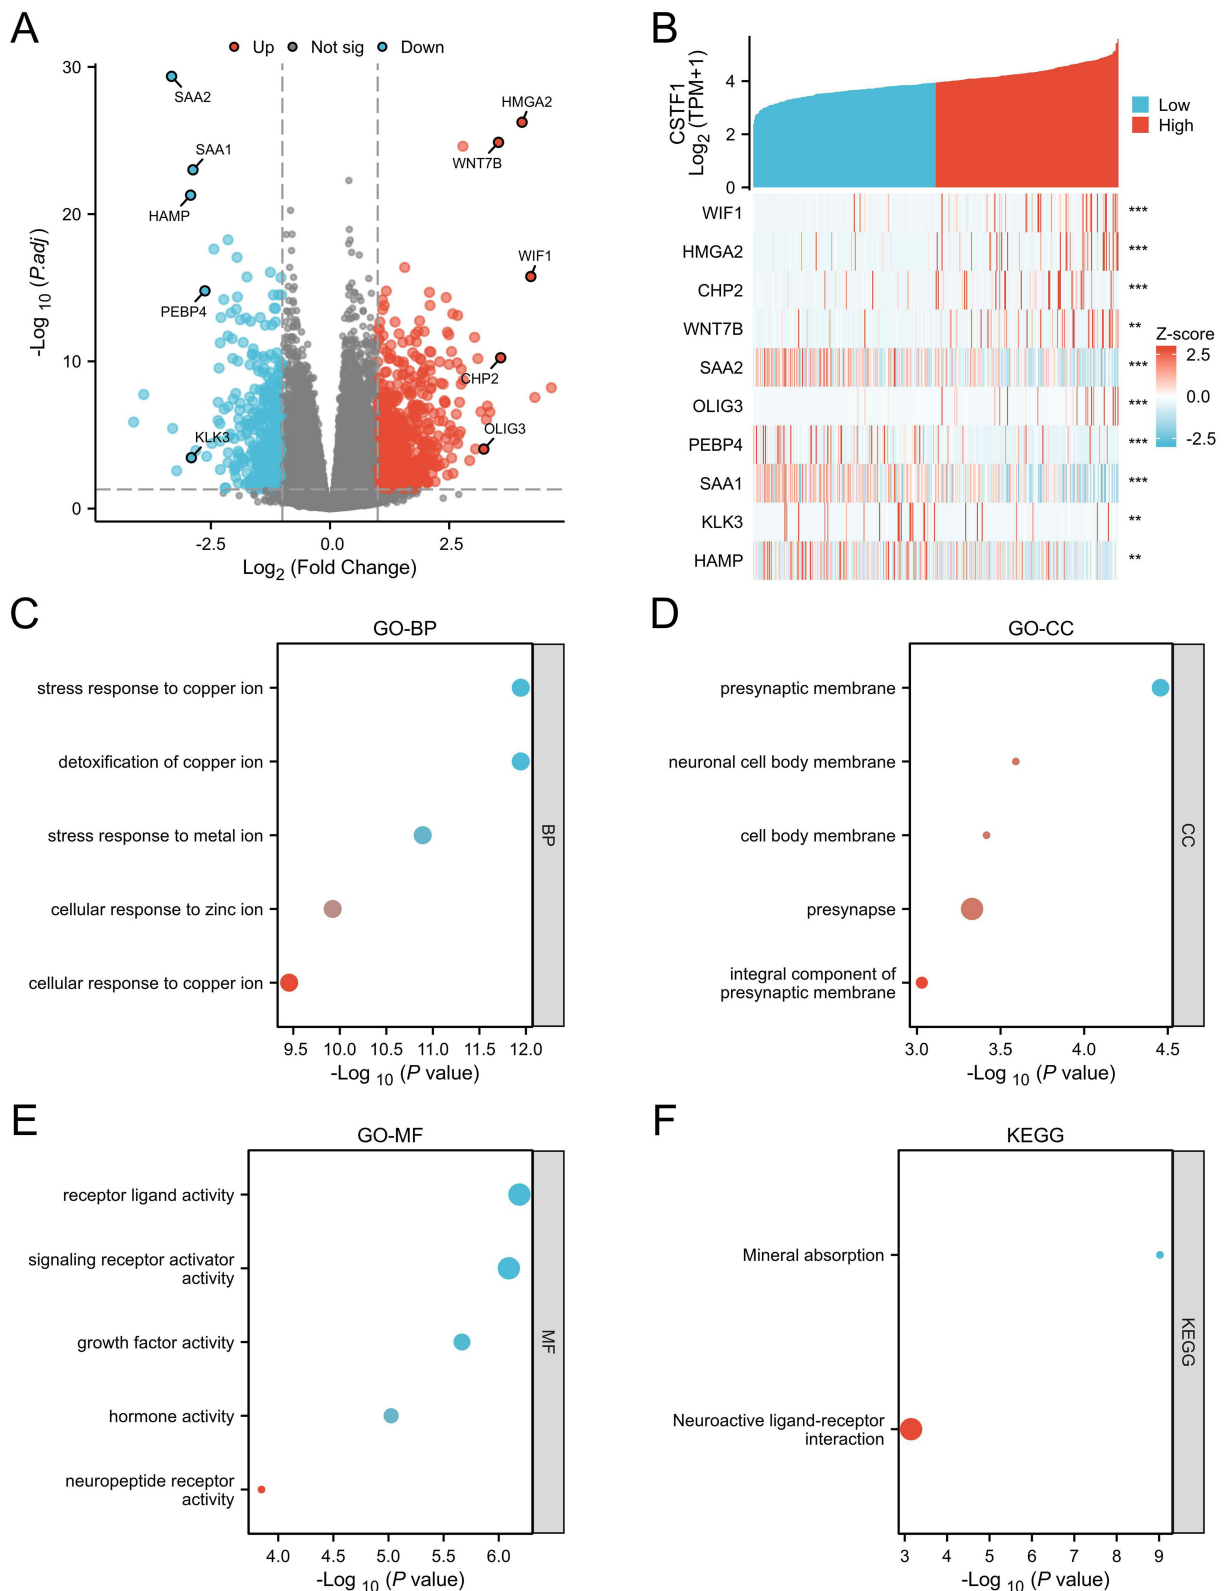 A
Up Not sig Down
30
20
10
0
-Log 10 (P.adj)
SAA2
SAA1
HAMP
PEBP4
KLK3
HMGA2
WNT7B
WIF1
CHP2
OLIG3
-2.5 0.0 2.5
Log2 (Fold Change)
B
CSTF1
Log2 (TPM+1)
4
2
0
Low
High
WIF1 ***
HMGA2 ***
CHP2 ***
WNT7B **
SAA2 ***
OLIG3 ***
PEBP4 ***
SAA1 ***
KLK3 **
HAMP **
Z-score
2.5
0.0
-2.5
C
GO-BP
stress response to copper ion
detoxification of copper ion
stress response to metal ion
cellular response to zinc ion
cellular response to copper ion
BP
9.5 10.0 10.5 11.0 11.5 12.0
-Log 10 (P value)
D
GO-CC
presynaptic membrane
neuronal cell body membrane
cell body membrane
presynapse
integral component of
presynaptic membrane
CC
3.0 3.5 4.0 4.5
-Log 10 (P value)
E
GO-MF
receptor ligand activity
signaling receptor activator
activity
growth factor activity
hormone activity
neuropeptide receptor
activity
MF
4.0 4.5 5.0 5.5 6.0
-Log 10 (P value)
F
KEGG
Mineral absorption
Neuroactive ligand-receptor
interaction
KEGG
3 4 5 6 7 8 9
-Log 10 (P value)